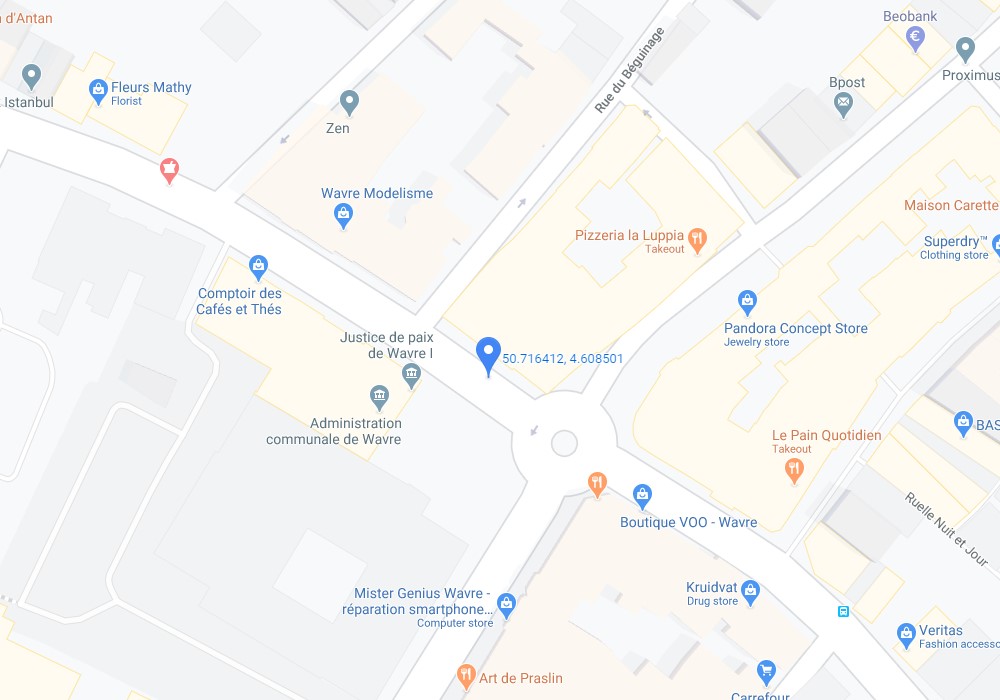 d'Antan
Beobank
Fleurs Mathy
Florist
Istanbul
Rue du Béguinage
Proximus
Bpost
Zen
Wavre Modelisme
Maison Carette
Pizzeria la Luppia
Takeout
Superdry™
Clothing store
Comptoir des
Cafés et Thés
Pandora Concept Store
Jewelry store
Justice de paix
de Wavre I
50.716412, 4.608501
Administration
communale de Wavre
Le Pain Quotidien
Takeout
BAS
Ruelle Nuit et Jour
Boutique VOO - Wavre
Mister Genius Wavre -
réparation smartphone...
Computer store
Kruidvat
Drug store
Veritas
Fashion accesso
Art de Praslin
Carrefour